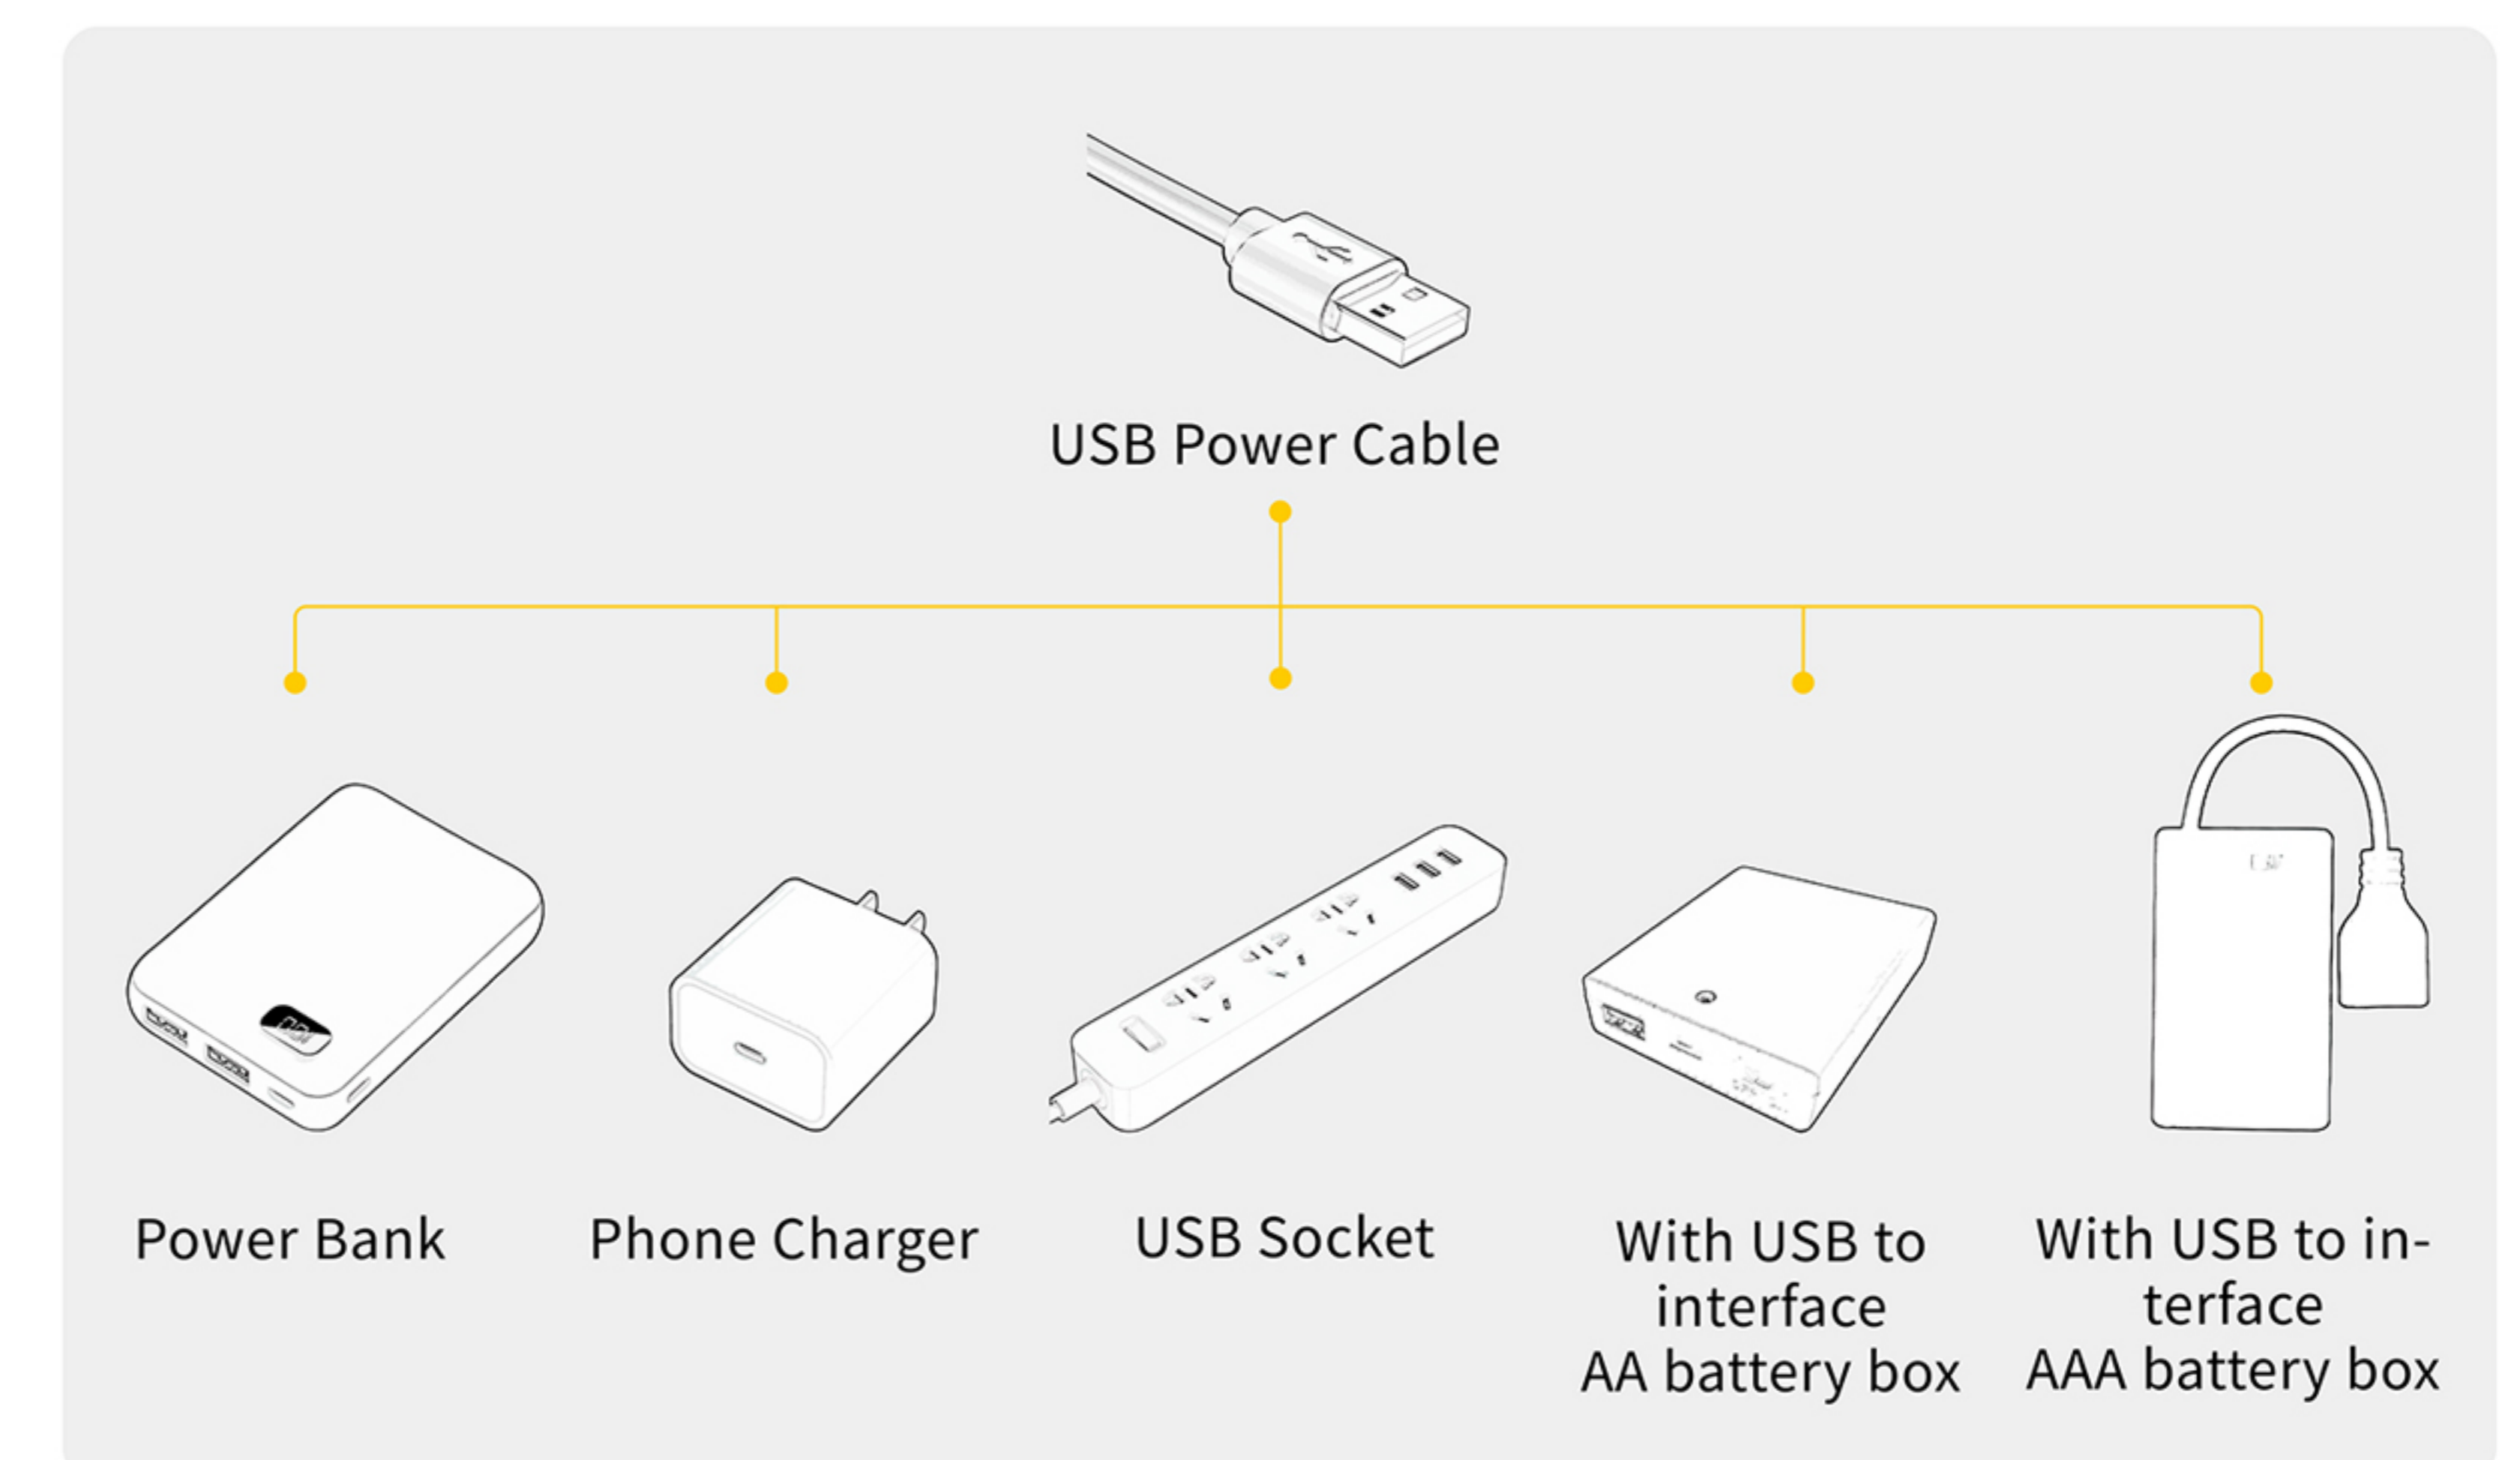 USB Power Cable
Power Bank
Phone Charger
USB Socket
With USB to
interface
AA battery box
With USB to in-
terface
AAA battery box